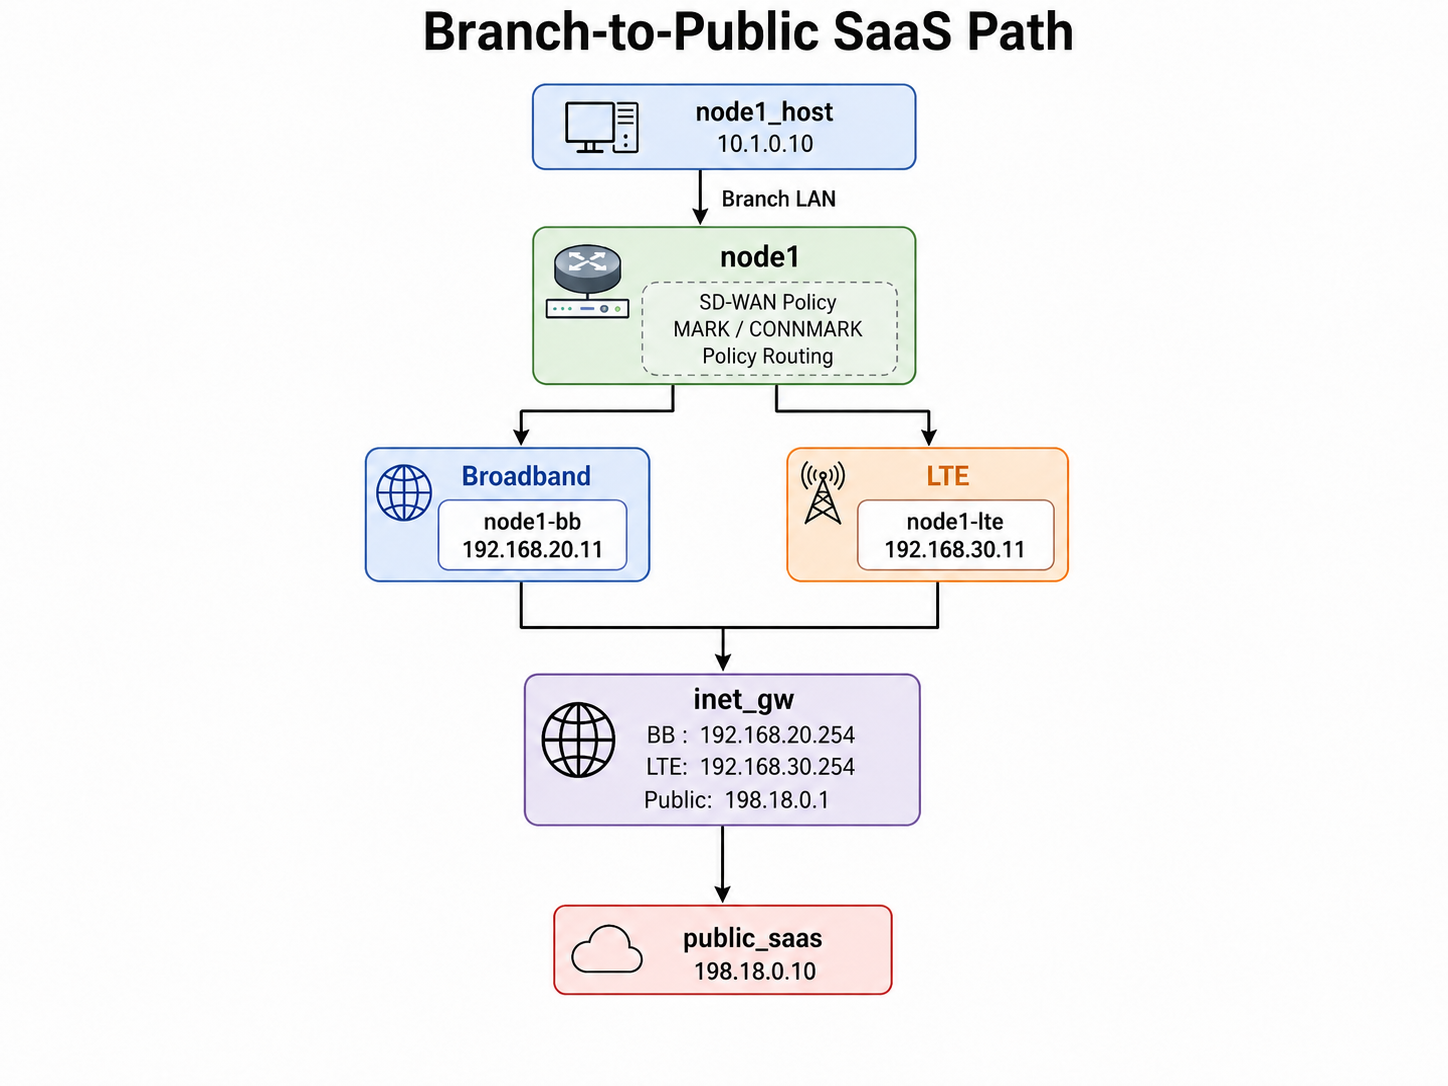 Branch-to-Public SaaS Path
node1_host
10.1.0.10
Branch LAN
node1
SD-WAN Policy
MARK / CONNMARK
Policy Routing
Broadband
node1-bb
192.168.20.11
LTE
node1-lte
192.168.30.11
inet_gw
BB : 192.168.20.254
LTE: 192.168.30.254
Public: 198.18.0.1
public_saas
198.18.0.10